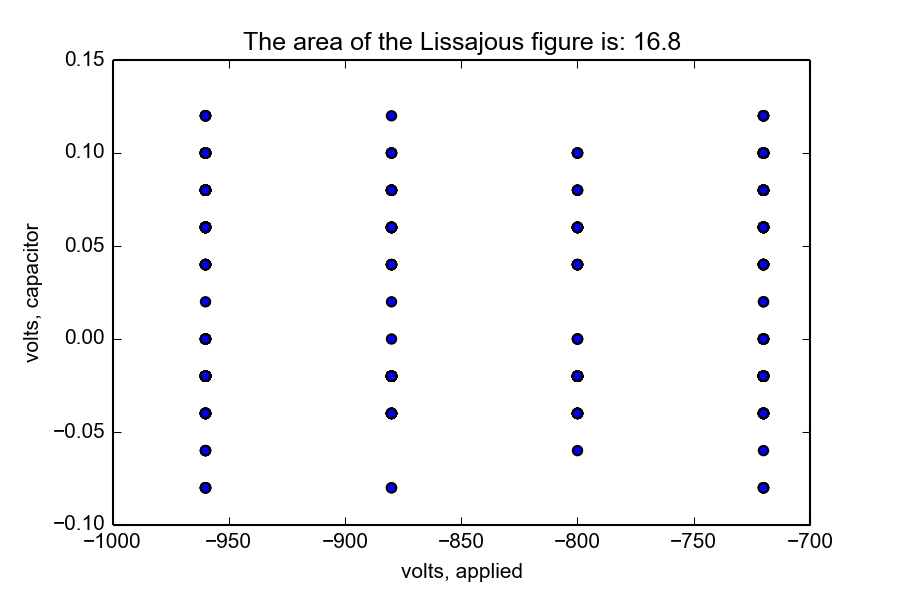 The area of the Lissajous figure is: 16.8
0.15
0.10
0.05
0.00
−0.05
−0.10
−1000 −950 −900 −850 −800 −750 −700
volts, applied
volts, capacitor